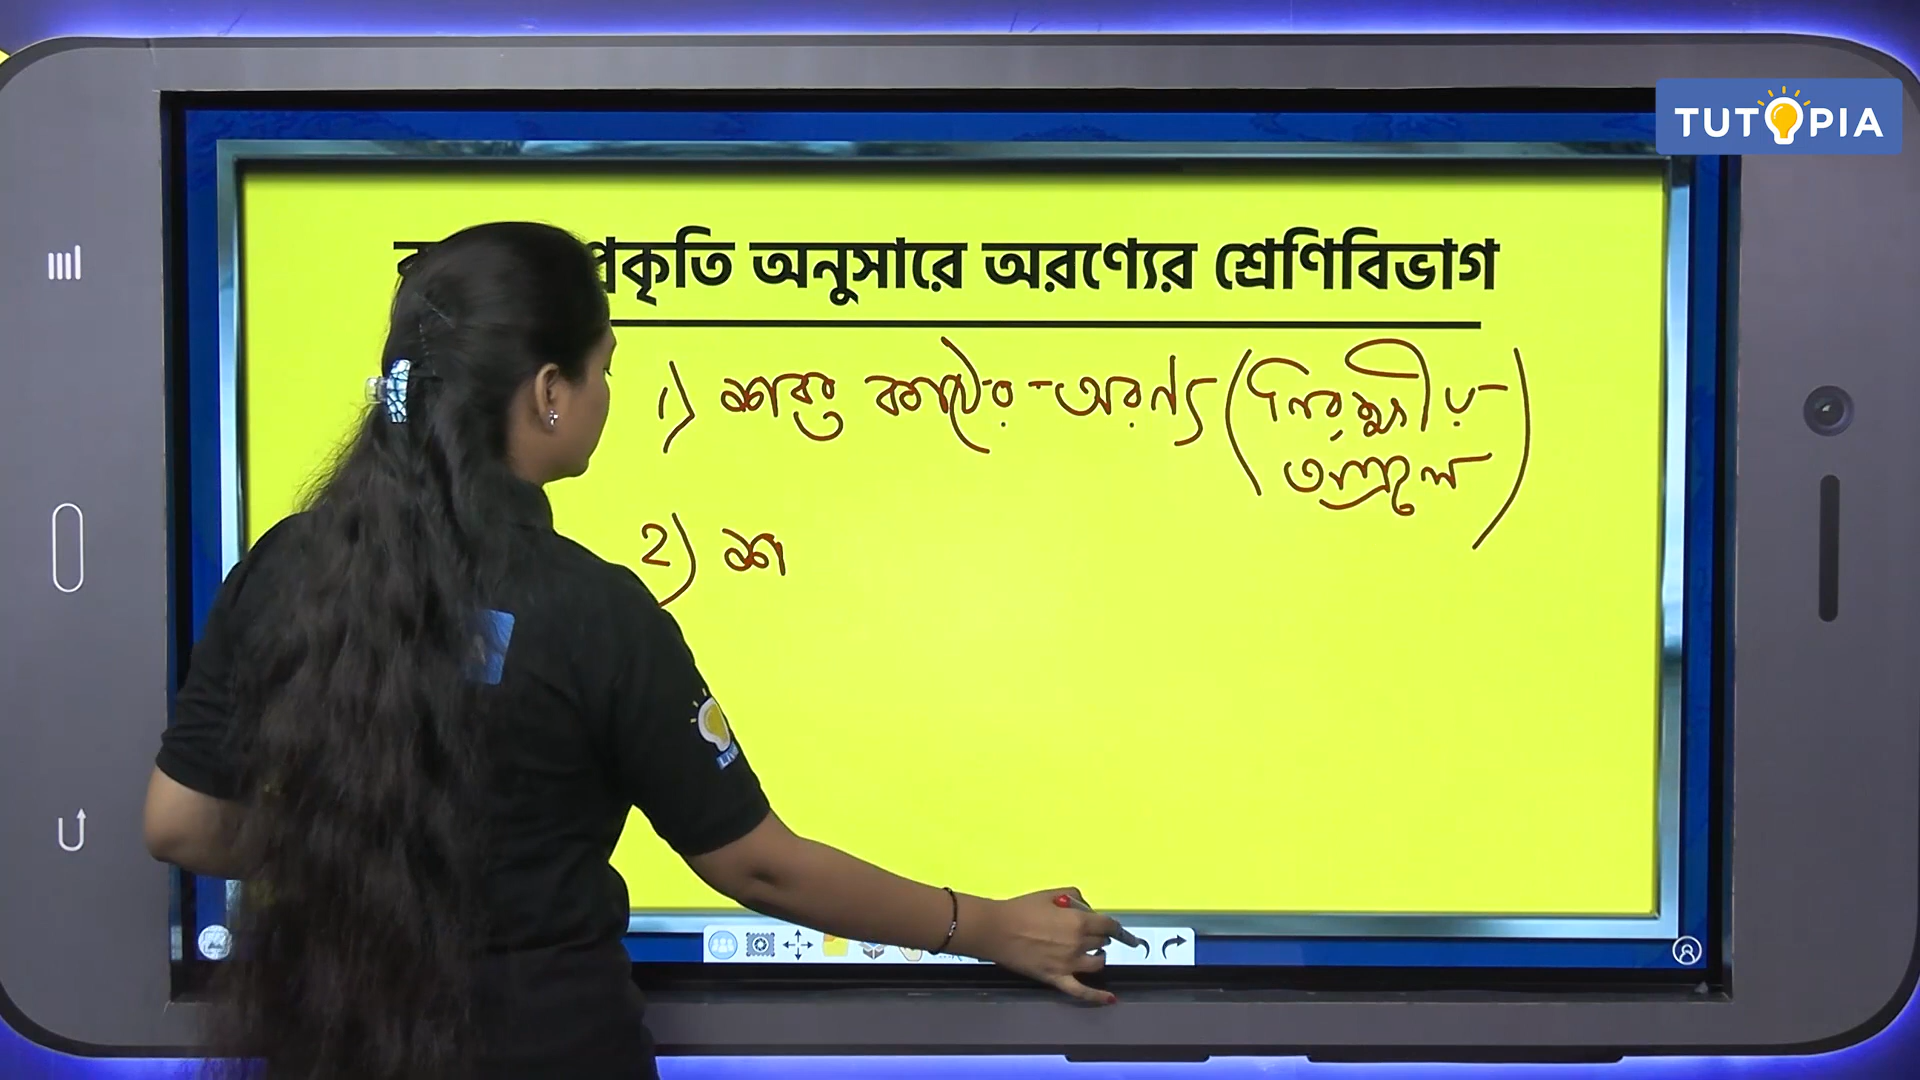 TUTOPIA
প্রকৃতি অনুসারে অরণ্যের শ্রেণিবিভাগ
1) শক্ত কাঠের অরণ্য (নিরক্ষীয়
অঞ্চলে)
2) শ